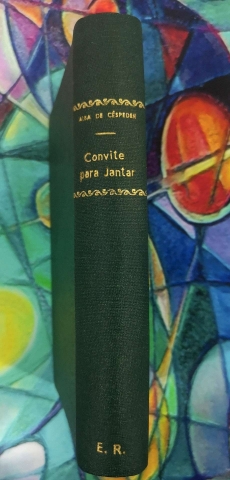 ALBA DE CÉSPEDES
Convite
para Jantar
E. R.